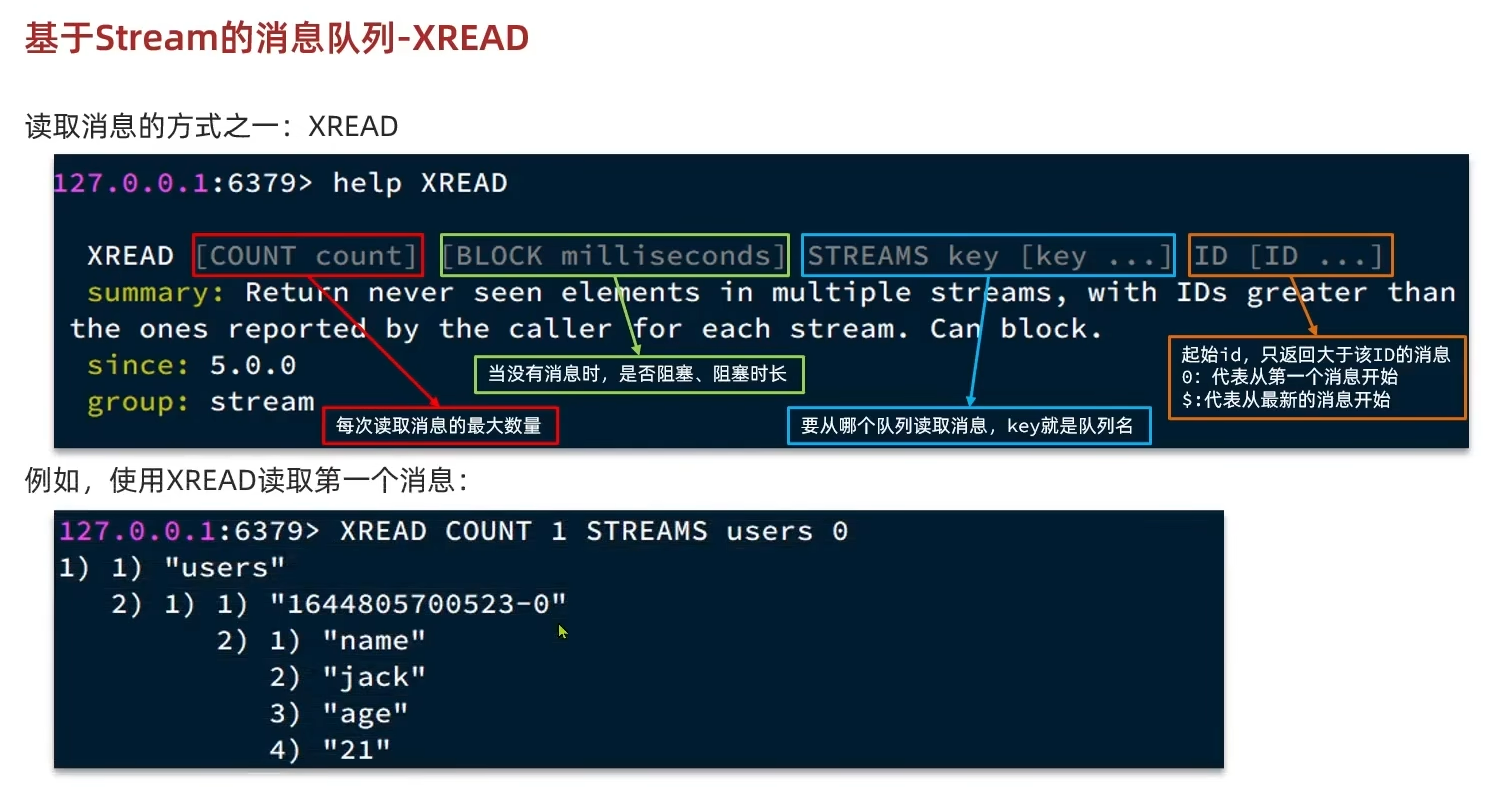 基于Stream的消息队列-XREAD
读取消息的方式之一：XREAD
127.0.0.1:6379> help XREAD
XREAD [COUNT count] [BLOCK milliseconds] STREAMS key [key ...] ID [ID ...]
summary: Return never seen elements in multiple streams, with IDs greater than
the ones reported by the caller for each stream. Can block.
since: 5.0.0
group: stream
当没有消息时，是否阻塞、阻塞时长
起始id，只返回大于该ID的消息
0：代表从第一个消息开始
$:代表从最新的消息开始
每次读取消息的最大数量
要从哪个队列读取消息，key就是队列名
例如，使用XREAD读取第一个消息：
127.0.0.1:6379> XREAD COUNT 1 STREAMS users 0
1) 1) "users"
2) 1) 1) "1644805700523-0"
2) 1) "name"
2) "jack"
3) "age"
4) "21"